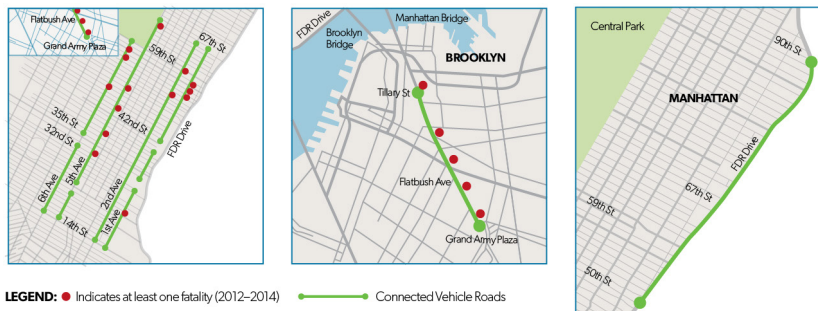 Flatbush Ave
Grand Army Plaza
67th St
59th St
42nd St
35th St
32nd St
6th Ave
5th Ave
2nd Ave
1st Ave
14th St
FDR Drive
FDR Drive
Manhattan Bridge
Brooklyn
Bridge
BROOKLYN
Tillary St
Flatbush Ave
Grand Army Plaza
Central Park
90th St
MANHATTAN
FDR Drive
67th St
59th St
50th St
LEGEND: Indicates at least one fatality (2012–2014) Connected Vehicle Roads